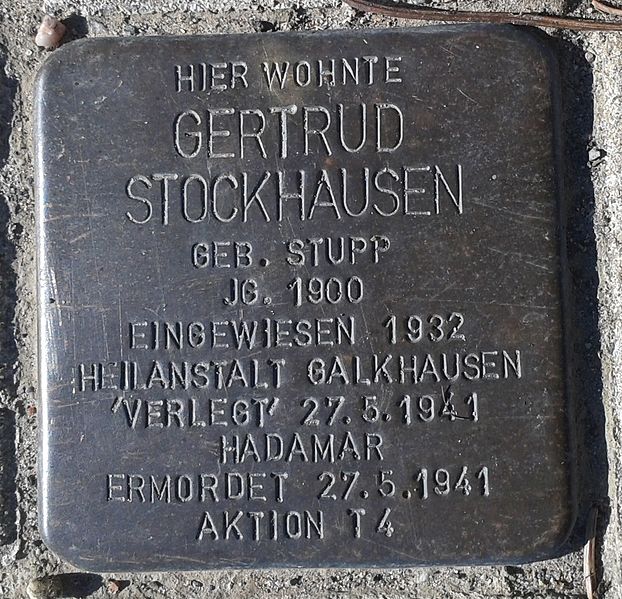 HIER WOHNTE
GERTRUD
STOCKHAUSEN
GEB. STUPP
JG. 1900
EINGEWIESEN 1932
HEILANSTALT GALKHAUSEN
'VERLEGT' 27.5.1941
HADAMAR
ERMORDET 27.5.1941
AKTION T4